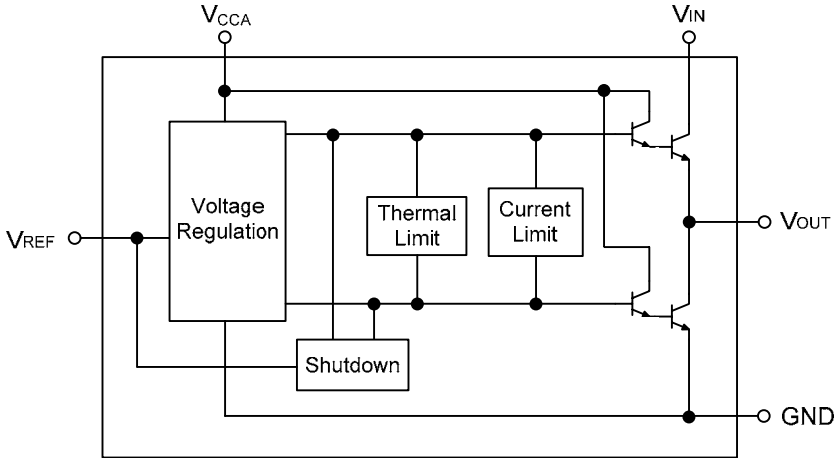 VCCA
VIN
Voltage
Regulation
Thermal
Limit
Current
Limit
VREF
VOUT
Shutdown
GND